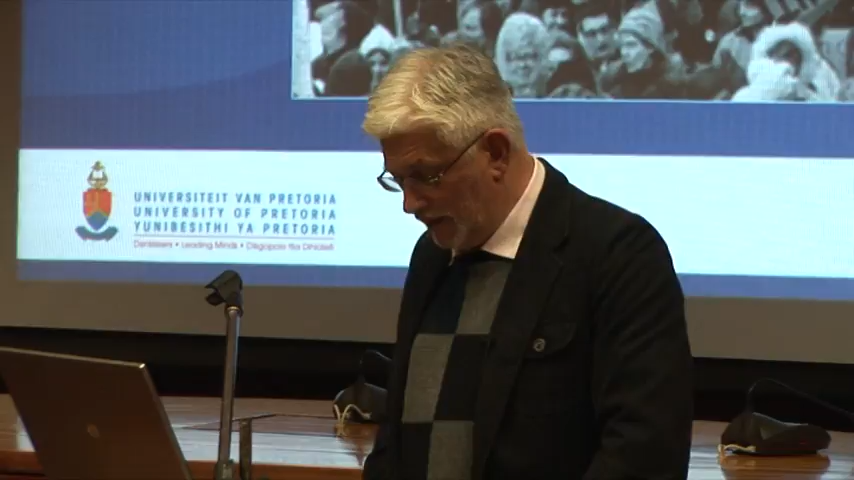 UNIVERSITEIT VAN PRETORIA
UNIVERSITY OF PRETORIA
YUNIBESITHI YA PRETORIA
Denkleiers • Leading Minds • Dikgopolo tša Dihlalefi